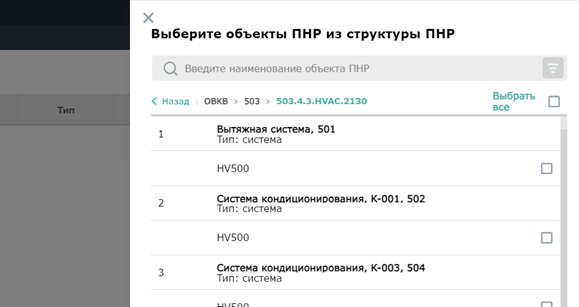 Выберите объекты ПНР из структуры ПНР
Введите наименование объекта ПНР
Назад | ОВКВ > 503 > 503.4.3.HVAC.2130
Выбрать
все
Тип
1 Вытяжная система, 501
Тип: система
HV500
2 Система кондиционирования, К-001, 502
Тип: система
HV500
3 Система кондиционирования, К-003, 504
Тип: система
HV500